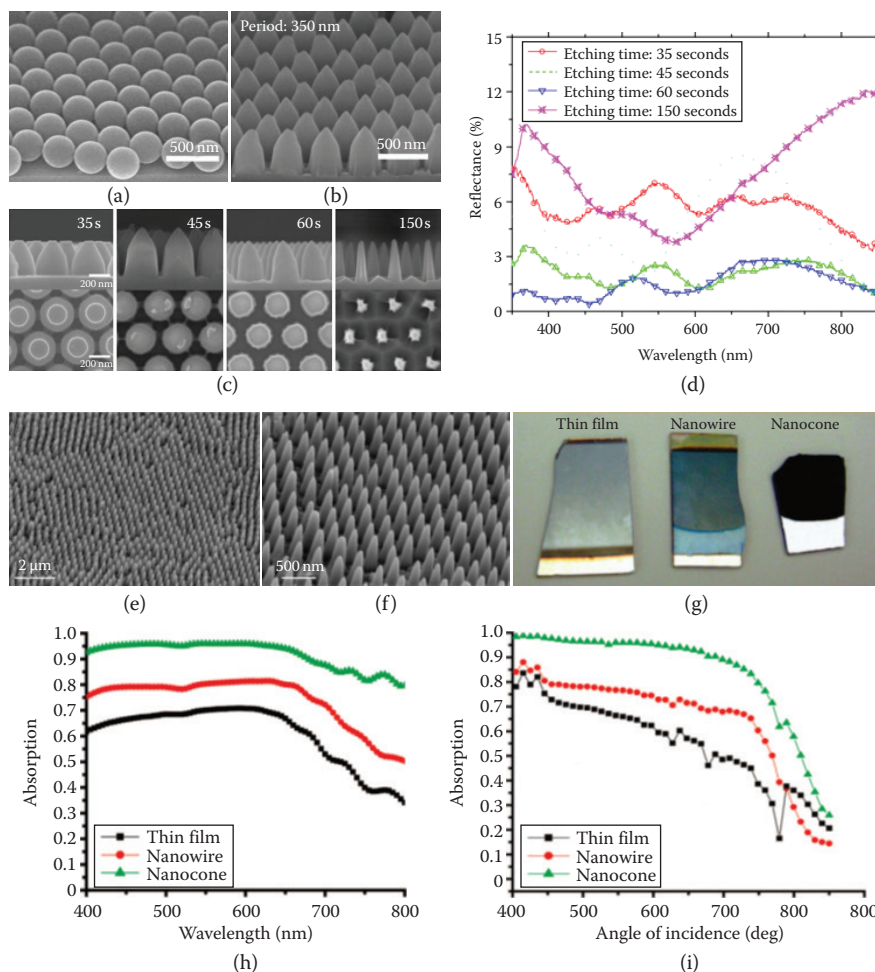 Period: 350 nm
500 nm
500 nm
(a)
(b)
35 s
45 s
60 s
150 s
200 nm
200 nm
(c)
15
12
9
6
3
0
Reflectance (%)
Etching time: 35 seconds
Etching time: 45 seconds
Etching time: 60 seconds
Etching time: 150 seconds
400
500
600
700
800
Wavelength (nm)
(d)
2 μm
(e)
500 nm
(f)
Thin film
Nanowire
Nanocone
(g)
1.0
0.9
0.8
0.7
0.6
0.5
0.4
0.3
0.2
0.1
0
Absorption
Thin film
Nanowire
Nanocone
400
500
600
700
800
Wavelength (nm)
(h)
1.0
0.9
0.8
0.7
0.6
0.5
0.4
0.3
0.2
0.1
0
Absorption
Thin film
Nanowire
Nanocone
400
500
600
700
800
800
Angle of incidence (deg)
(i)